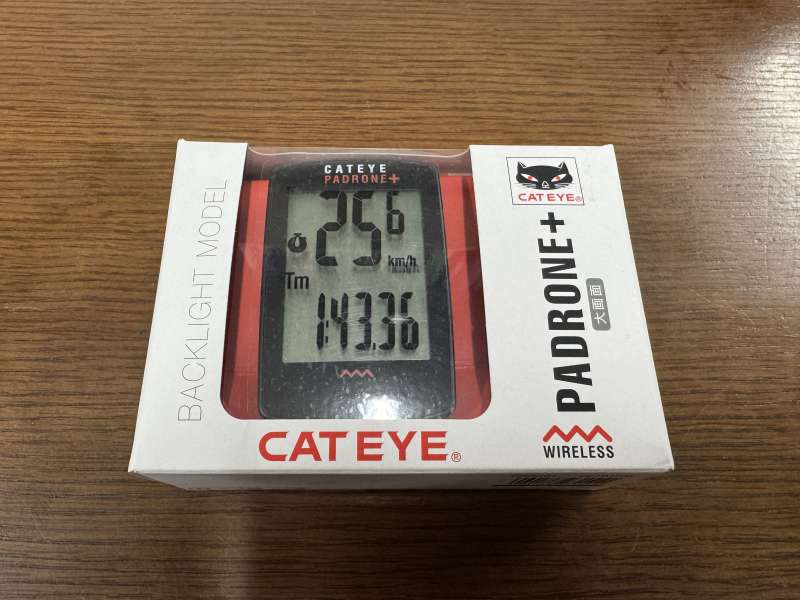 BACKLIGHT MODEL
CATEYE
PADRONE+
25.6
km/h
Tm
1:43.36
CATEYE®
CATEYE®
PADRONE+
大画面
WIRELESS